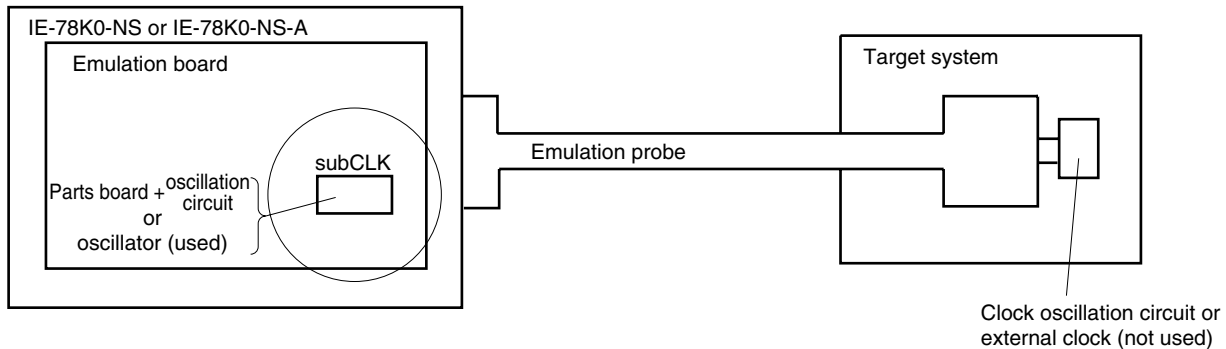 IE-78K0-NS or IE-78K0-NS-A
Emulation board
subCLK
Parts board + oscillation circuit
or
oscillator (used)
Emulation probe
Target system
Clock oscillation circuit or
external clock (not used)